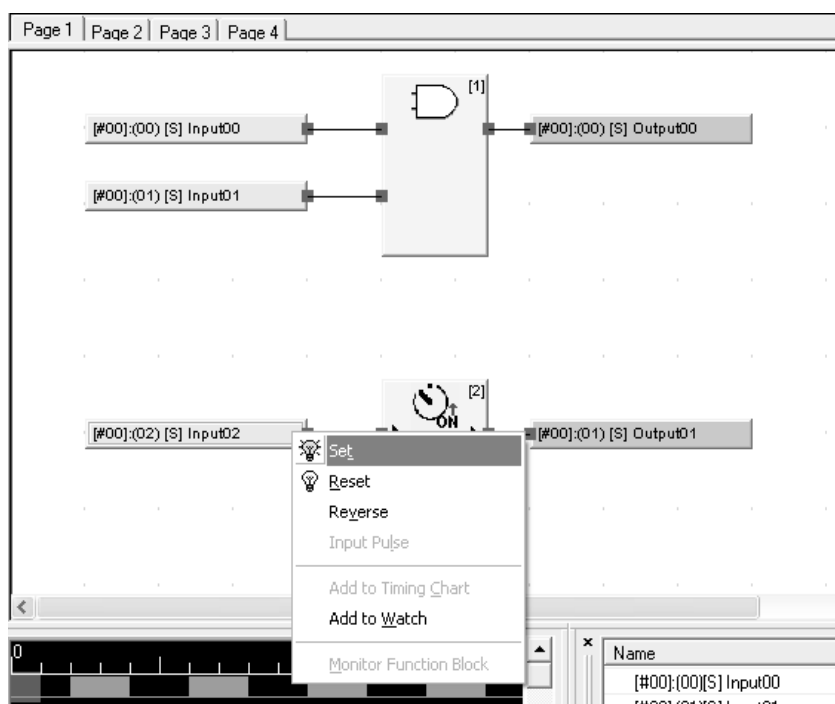 Page 1 Page 2 Page 3 Page 4
[1]
[#00]:(00) [S] Input00
[#00]:(00) [S] Output00
[#00]:(01) [S] Input01
[2]
ON
[#00]:(02) [S] Input02
[#00]:(01) [S] Output01
Set
Reset
Reverse
Input Pulse
Add to Timing Chart
Add to Watch
Monitor Function Block
0
Name
[#00]:(00)[S] Input00